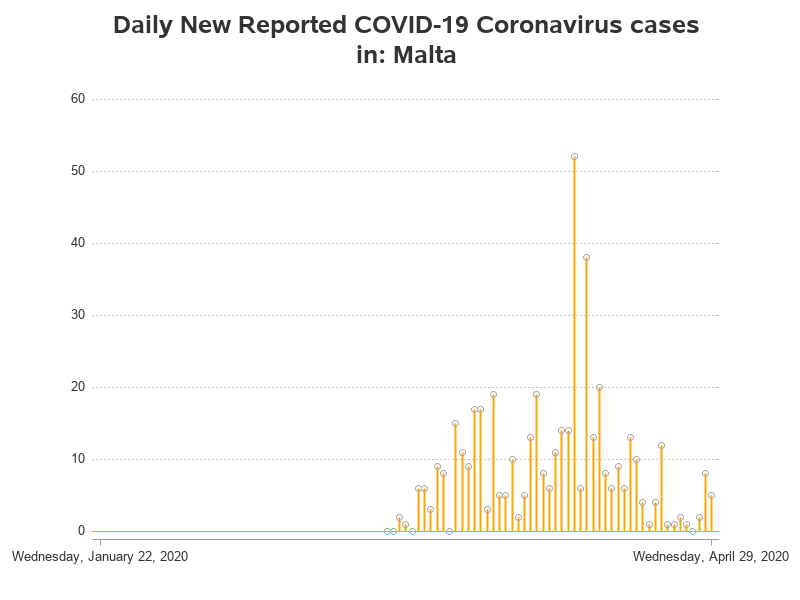 Daily New Reported COVID-19 Coronavirus cases
in: Malta
60
50
40
30
20
10
0
Wednesday, January 22, 2020
Wednesday, April 29, 2020